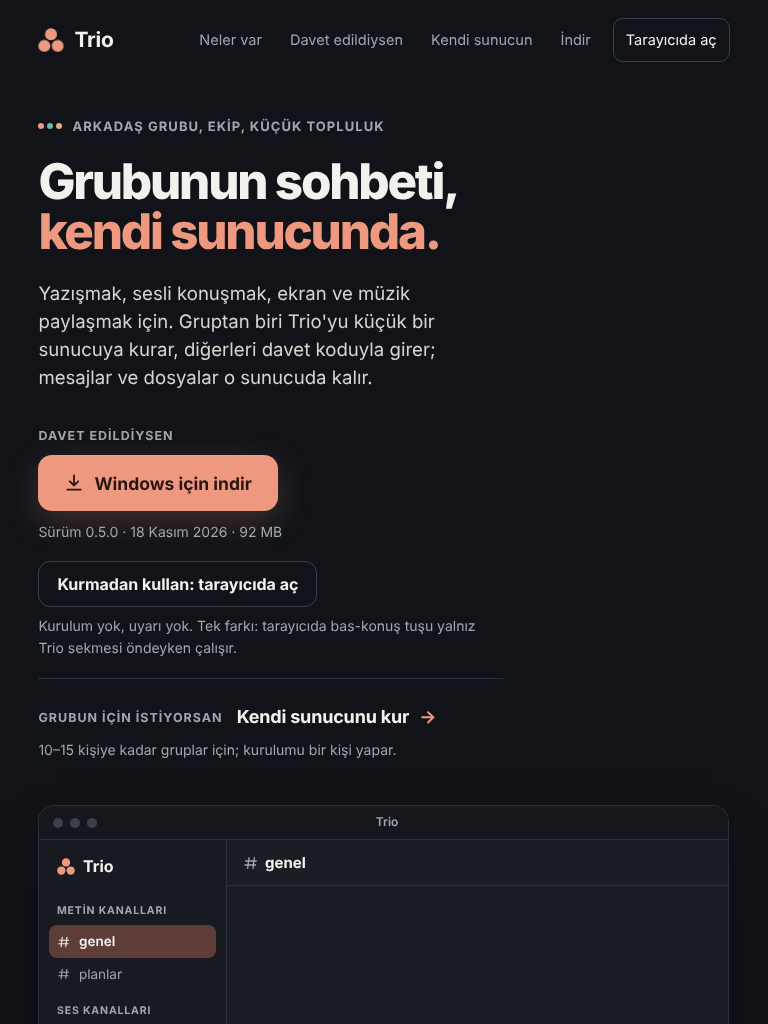 Trio
Neler var
Davet edildiysen
Kendi sunucun
İndir
Tarayıcıda aç
ARKADAŞ GRUBU, EKİP, KÜÇÜK TOPLULUK
Grubunun sohbeti,
kendi sunucunda.
Yazışmak, sesli konuşmak, ekran ve müzik
paylaşmak için. Gruptan biri Trio'yu küçük bir
sunucuya kurar, diğerleri davet koduyla girer;
mesajlar ve dosyalar o sunucuda kalır.
DAVET EDİLDİYSEN
Windows için indir
Sürüm 0.5.0 · 18 Kasım 2026 · 92 MB
Kurmadan kullan: tarayıcıda aç
Kurulum yok, uyarı yok. Tek farkı: tarayıcıda bas-konuş tuşu yalnız
Trio sekmesi öndeyken çalışır.
GRUBUN İÇİN İSTİYORSAN Kendi sunucunu kur →
10–15 kişiye kadar gruplar için; kurulumu bir kişi yapar.
Trio
Trio
# genel
METİN KANALLARI
# genel
# planlar
SES KANALLARI